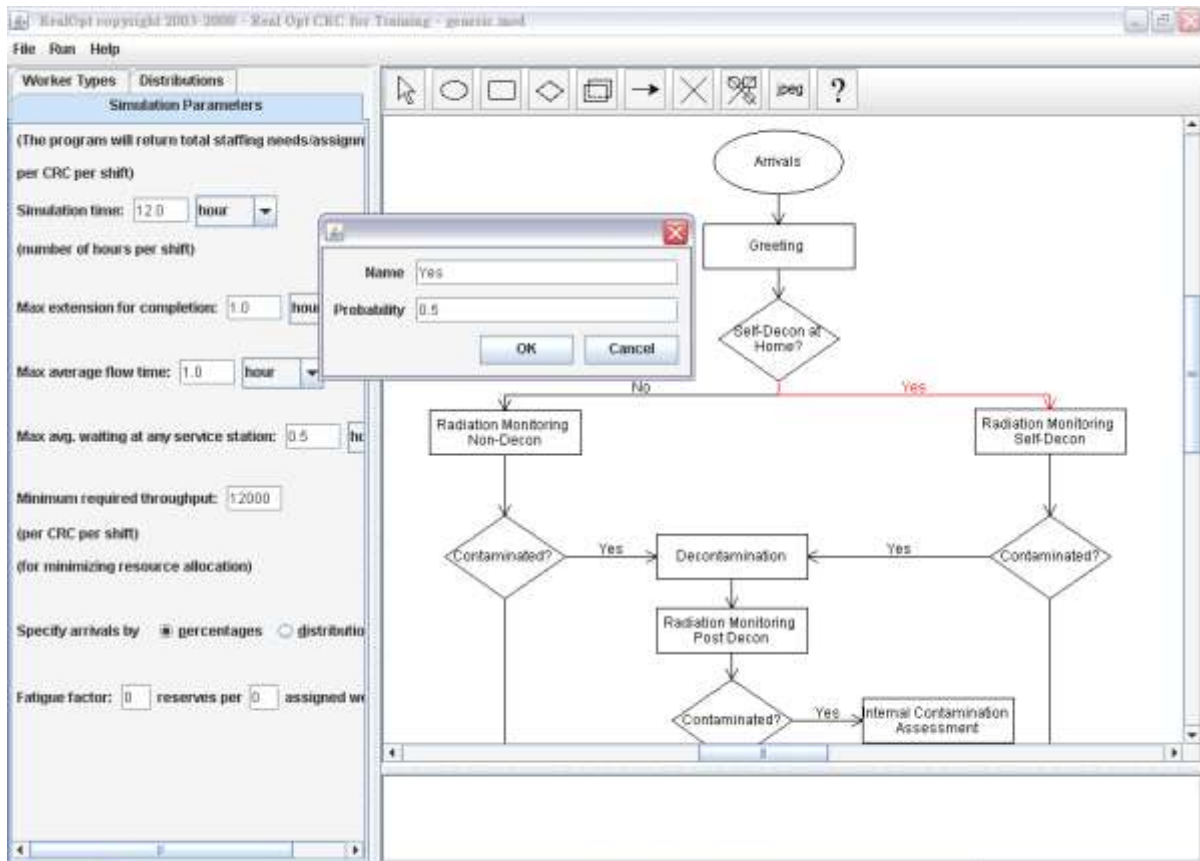 RealOpt copyright 2003-2008 - Real Opt CRC for Training - generic.mod
File Run Help
Worker Types Distributions
Simulation Parameters
(The program will return total staffing needs/assignm
per CRC per shift)
Simulation time: 12.0 hour
(number of hours per shift)
Max extension for completion: 1.0 hou
Max average flow time: 1.0 hour
Max avg. waiting at any service station: 0.5 ho
Minimum required throughput: 12000
(per CRC per shift)
(for minimizing resource allocation)
Specify arrivals by percentages distributio
Fatigue factor: 0 reserves per 0 assigned wo
Name Yes
Probability 0.5
OK Cancel
jpeg ?
Arrivals
Greeting
Self-Decon at
Home?
No Yes
Radiation Monitoring
Non-Decon
Radiation Monitoring
Self-Decon
Contaminated? Yes Decontamination Yes Contaminated?
Radiation Monitoring
Post Decon
Contaminated? Yes Internal Contamination
Assessment